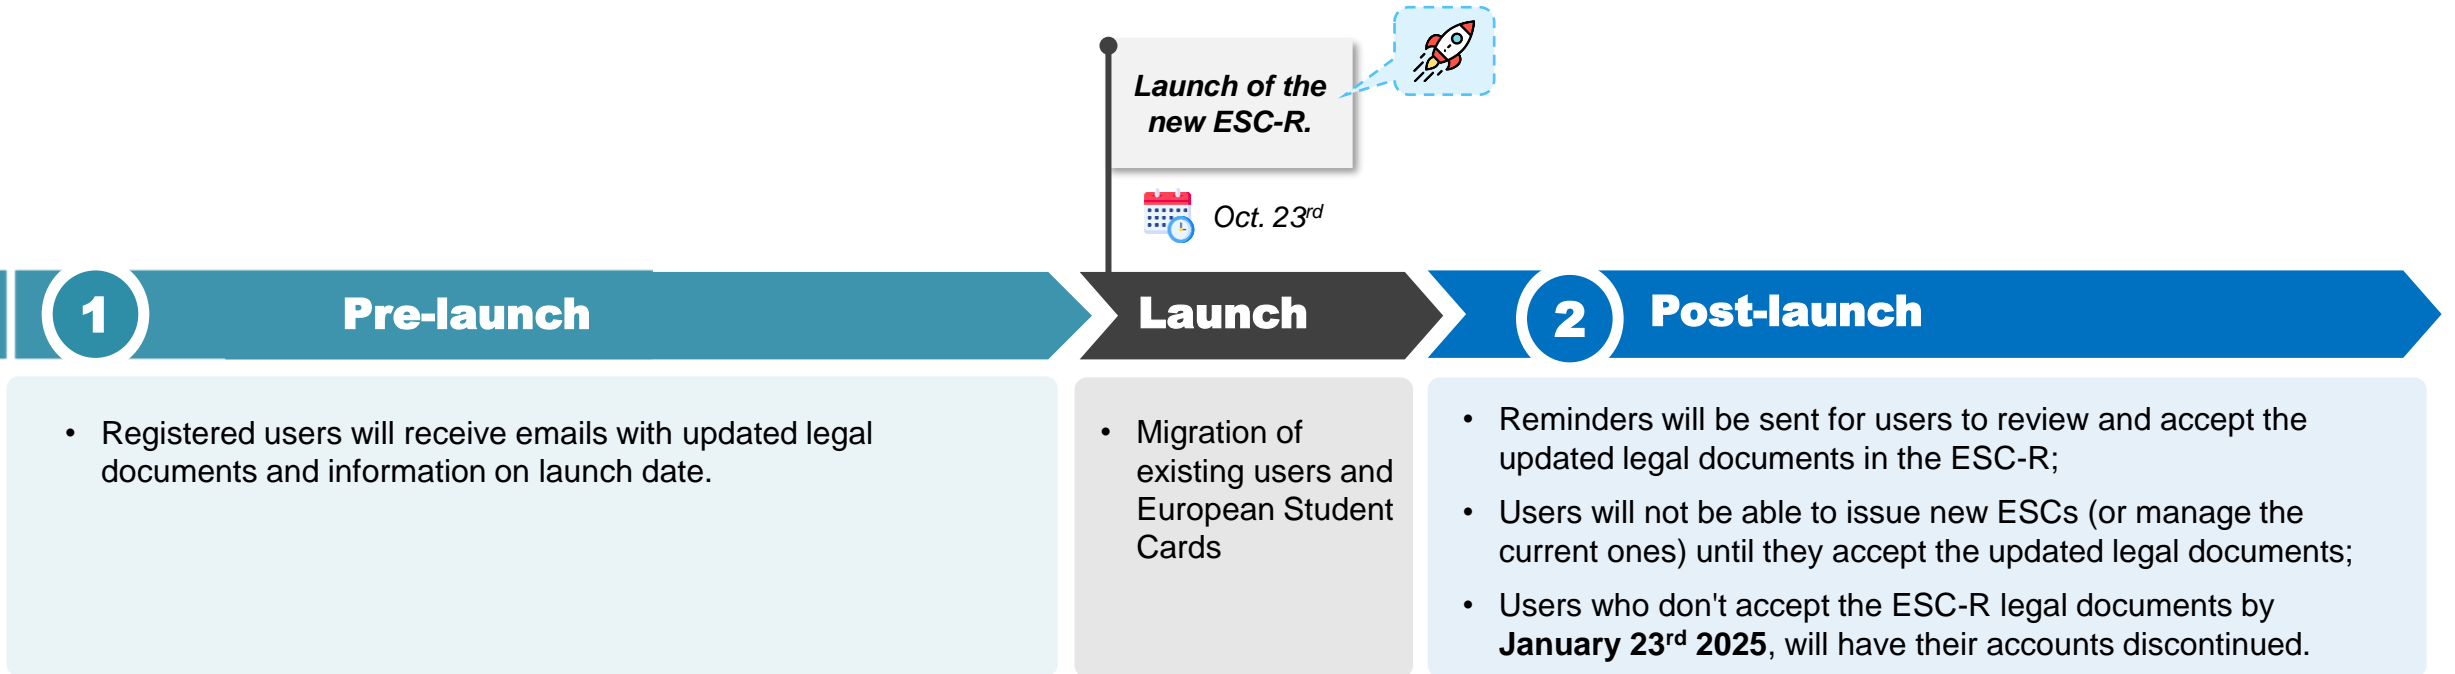 Launch of the
new ESC-R.
Oct. 23rd
1
Pre-launch
Launch
2
Post-launch
• Registered users will receive emails with updated legal
documents and information on launch date.
• Migration of
existing users and
European Student
Cards
• Reminders will be sent for users to review and accept the
updated legal documents in the ESC-R;
• Users will not be able to issue new ESCs (or manage the
current ones) until they accept the updated legal documents;
• Users who don't accept the ESC-R legal documents by
January 23rd 2025, will have their accounts discontinued.